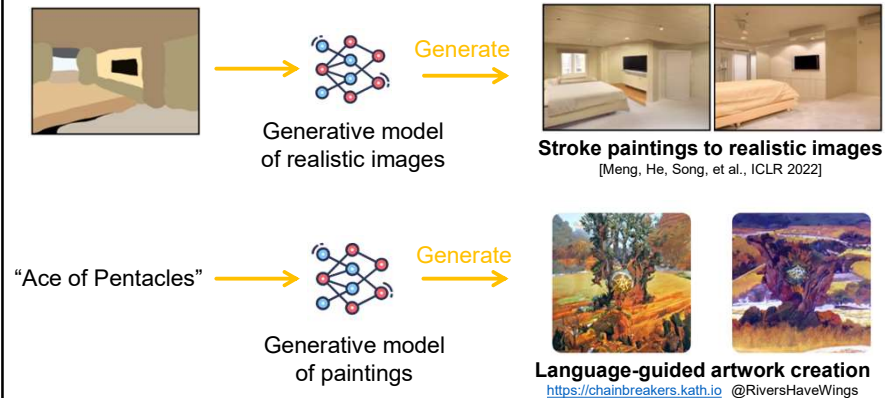 Generate
Generative model
of realistic images
Stroke paintings to realistic images
[Meng, He, Song, et al., ICLR 2022]
“Ace of Pentacles”
Generate
Generative model
of paintings
Language-guided artwork creation
https://chainbreakers.kath.io @RiversHaveWings